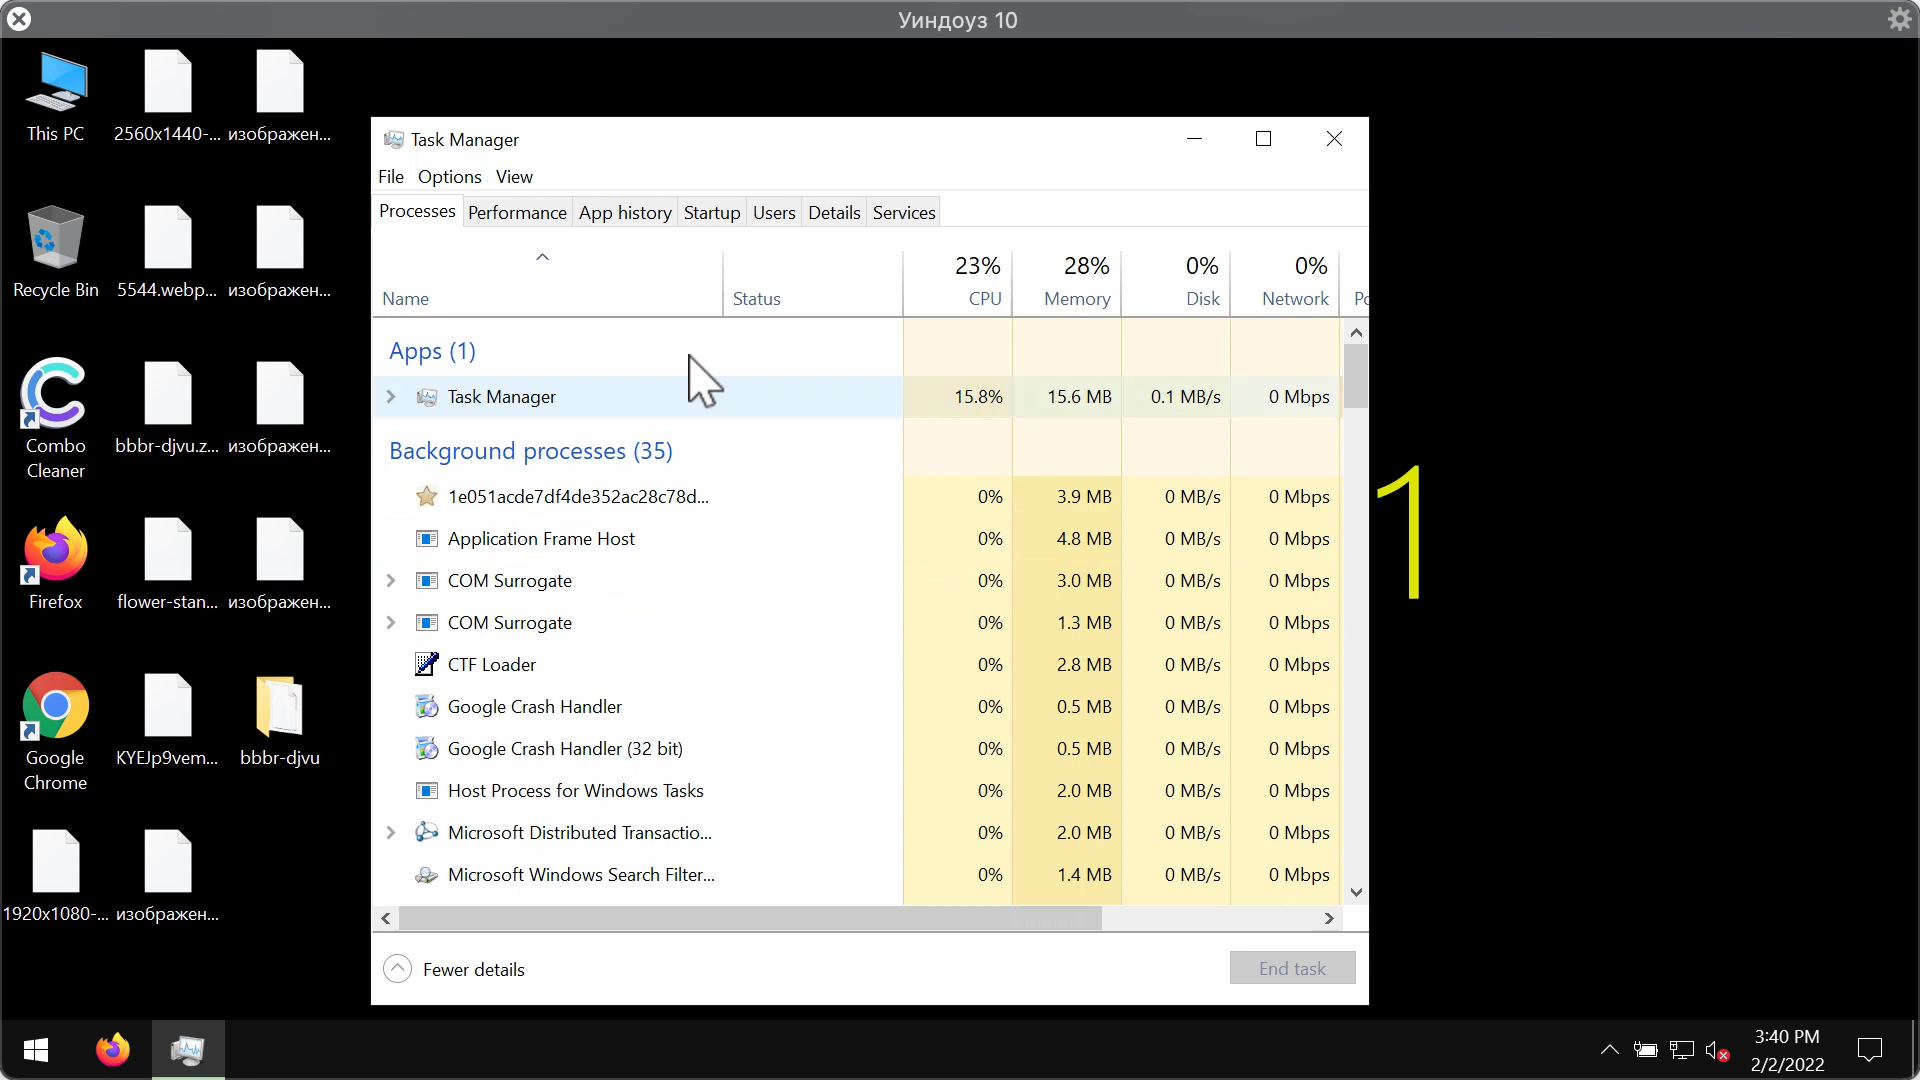 Уиндоуз 10
This PC
2560x1440-...
изображен...
Recycle Bin
5544.webp...
изображен...
Combo
Cleaner
bbbr-djvu.z...
изображен...
Firefox
flower-stan...
изображен...
Google
Chrome
KYEJp9vem...
bbbr-djvu
1920x1080-...
изображен...
Task Manager
File Options View
Processes Performance App history Startup Users Details Services
23% 28% 0% 0%
Name Status CPU Memory Disk Network Po
Apps (1)
Task Manager 15.8% 15.6 MB 0.1 MB/s 0 Mbps
Background processes (35)
1e051acde7df4de352ac28c78d... 0% 3.9 MB 0 MB/s 0 Mbps
Application Frame Host 0% 4.8 MB 0 MB/s 0 Mbps
COM Surrogate 0% 3.0 MB 0 MB/s 0 Mbps
COM Surrogate 0% 1.3 MB 0 MB/s 0 Mbps
CTF Loader 0% 2.8 MB 0 MB/s 0 Mbps
Google Crash Handler 0% 0.5 MB 0 MB/s 0 Mbps
Google Crash Handler (32 bit) 0% 0.5 MB 0 MB/s 0 Mbps
Host Process for Windows Tasks 0% 2.0 MB 0 MB/s 0 Mbps
Microsoft Distributed Transactio... 0% 2.0 MB 0 MB/s 0 Mbps
Microsoft Windows Search Filter... 0% 1.4 MB 0 MB/s 0 Mbps
Fewer details
End task
1
3:40 PM
2/2/2022